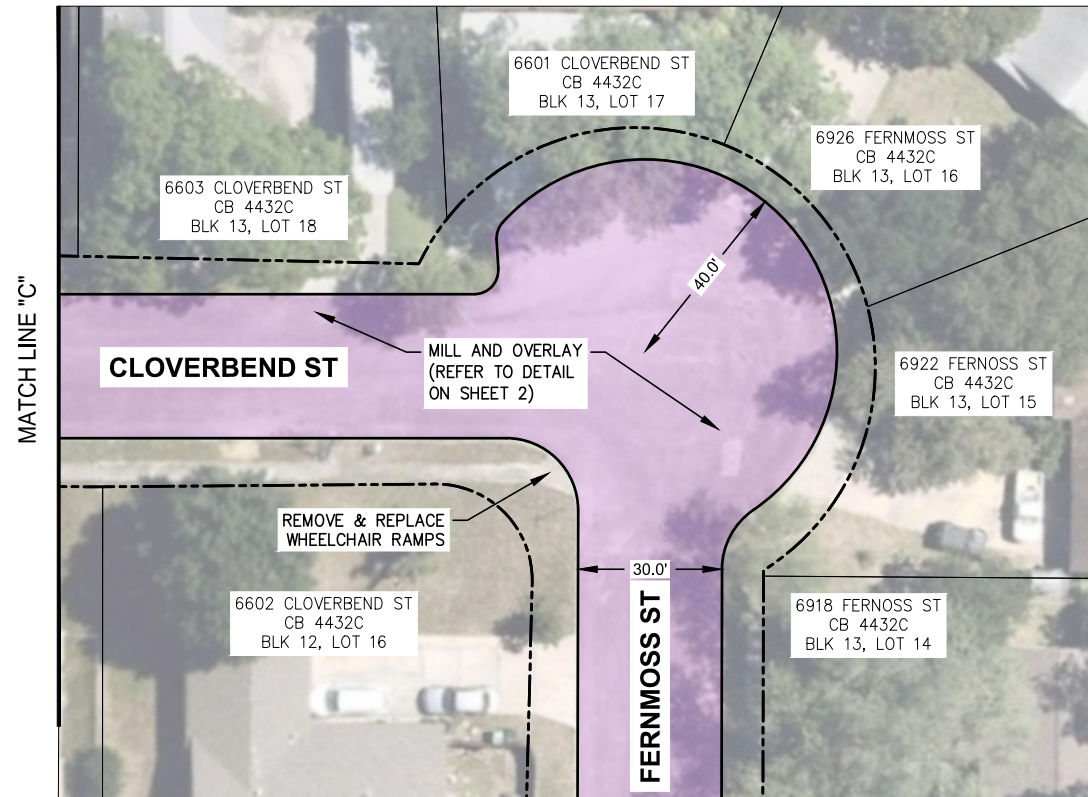 6601 CLOVERBEND ST
CB 4432C
BLK 13, LOT 17
6926 FERNMOSS ST
CB 4432C
BLK 13, LOT 16
6603 CLOVERBEND ST
CB 4432C
BLK 13, LOT 18
40.0'
MATCH LINE "C"
CLOVERBEND ST
MILL AND OVERLAY
(REFER TO DETAIL
ON SHEET 2)
6922 FERNOSS ST
CB 4432C
BLK 13, LOT 15
REMOVE & REPLACE
WHEELCHAIR RAMPS
30.0'
6602 CLOVERBEND ST
CB 4432C
BLK 12, LOT 16
FERNMOSS ST
6918 FERNOSS ST
CB 4432C
BLK 13, LOT 14